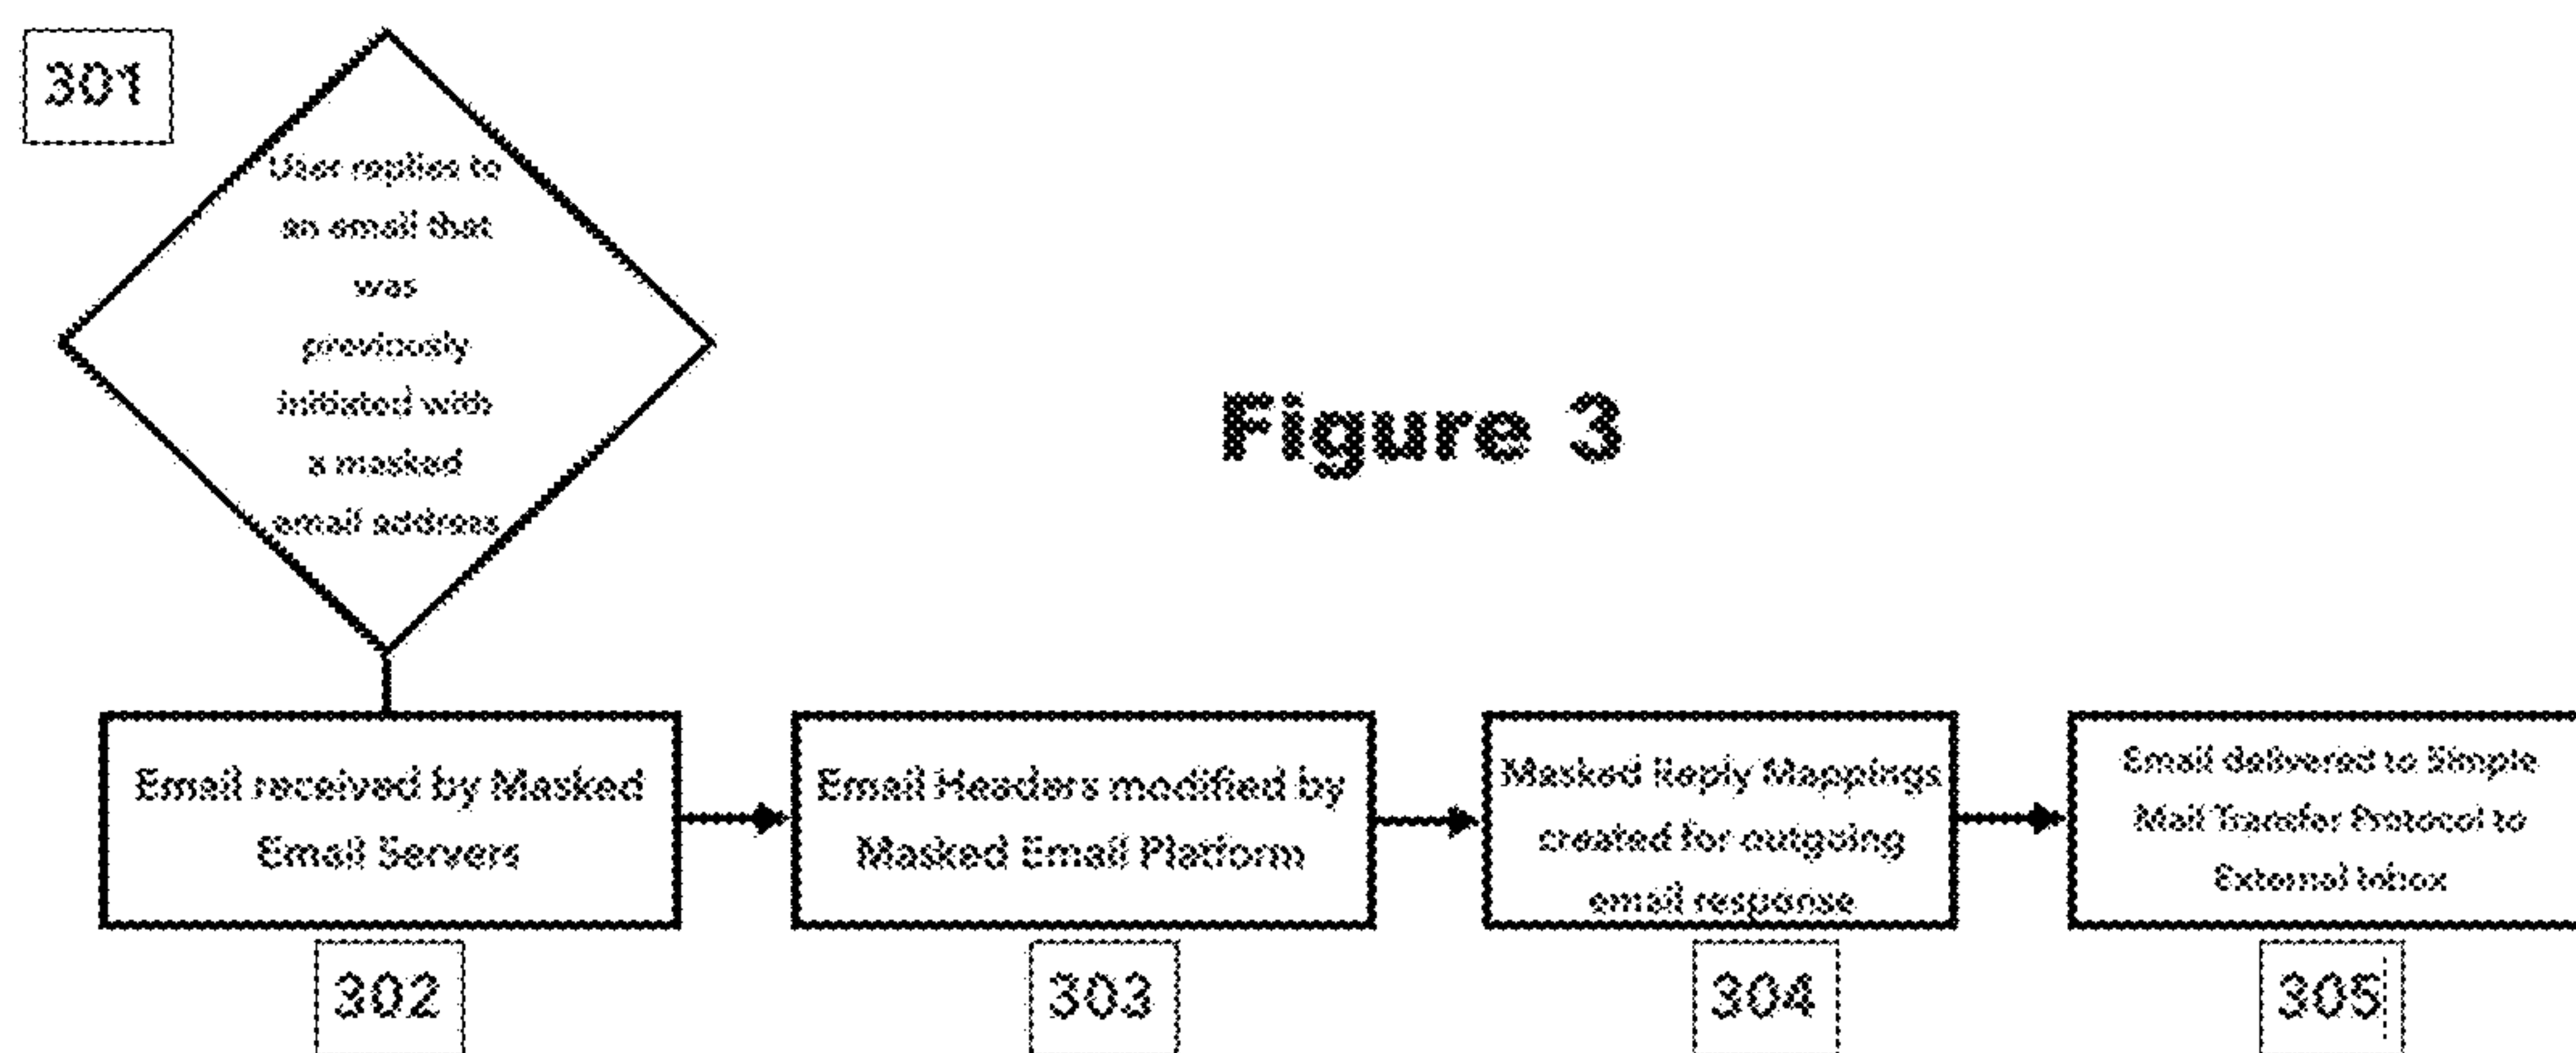 301
User replies to
an email that
was
previously
initiated with
a masked
email address
Figure 3
Email received by Masked
Email Servers
302
Email Headers modified by
Masked Email Platform
303
Masked Reply Mappings
created for outgoing
email response
304
Email delivered to Simple
Mail Transfer Protocol to
External Inbox
305